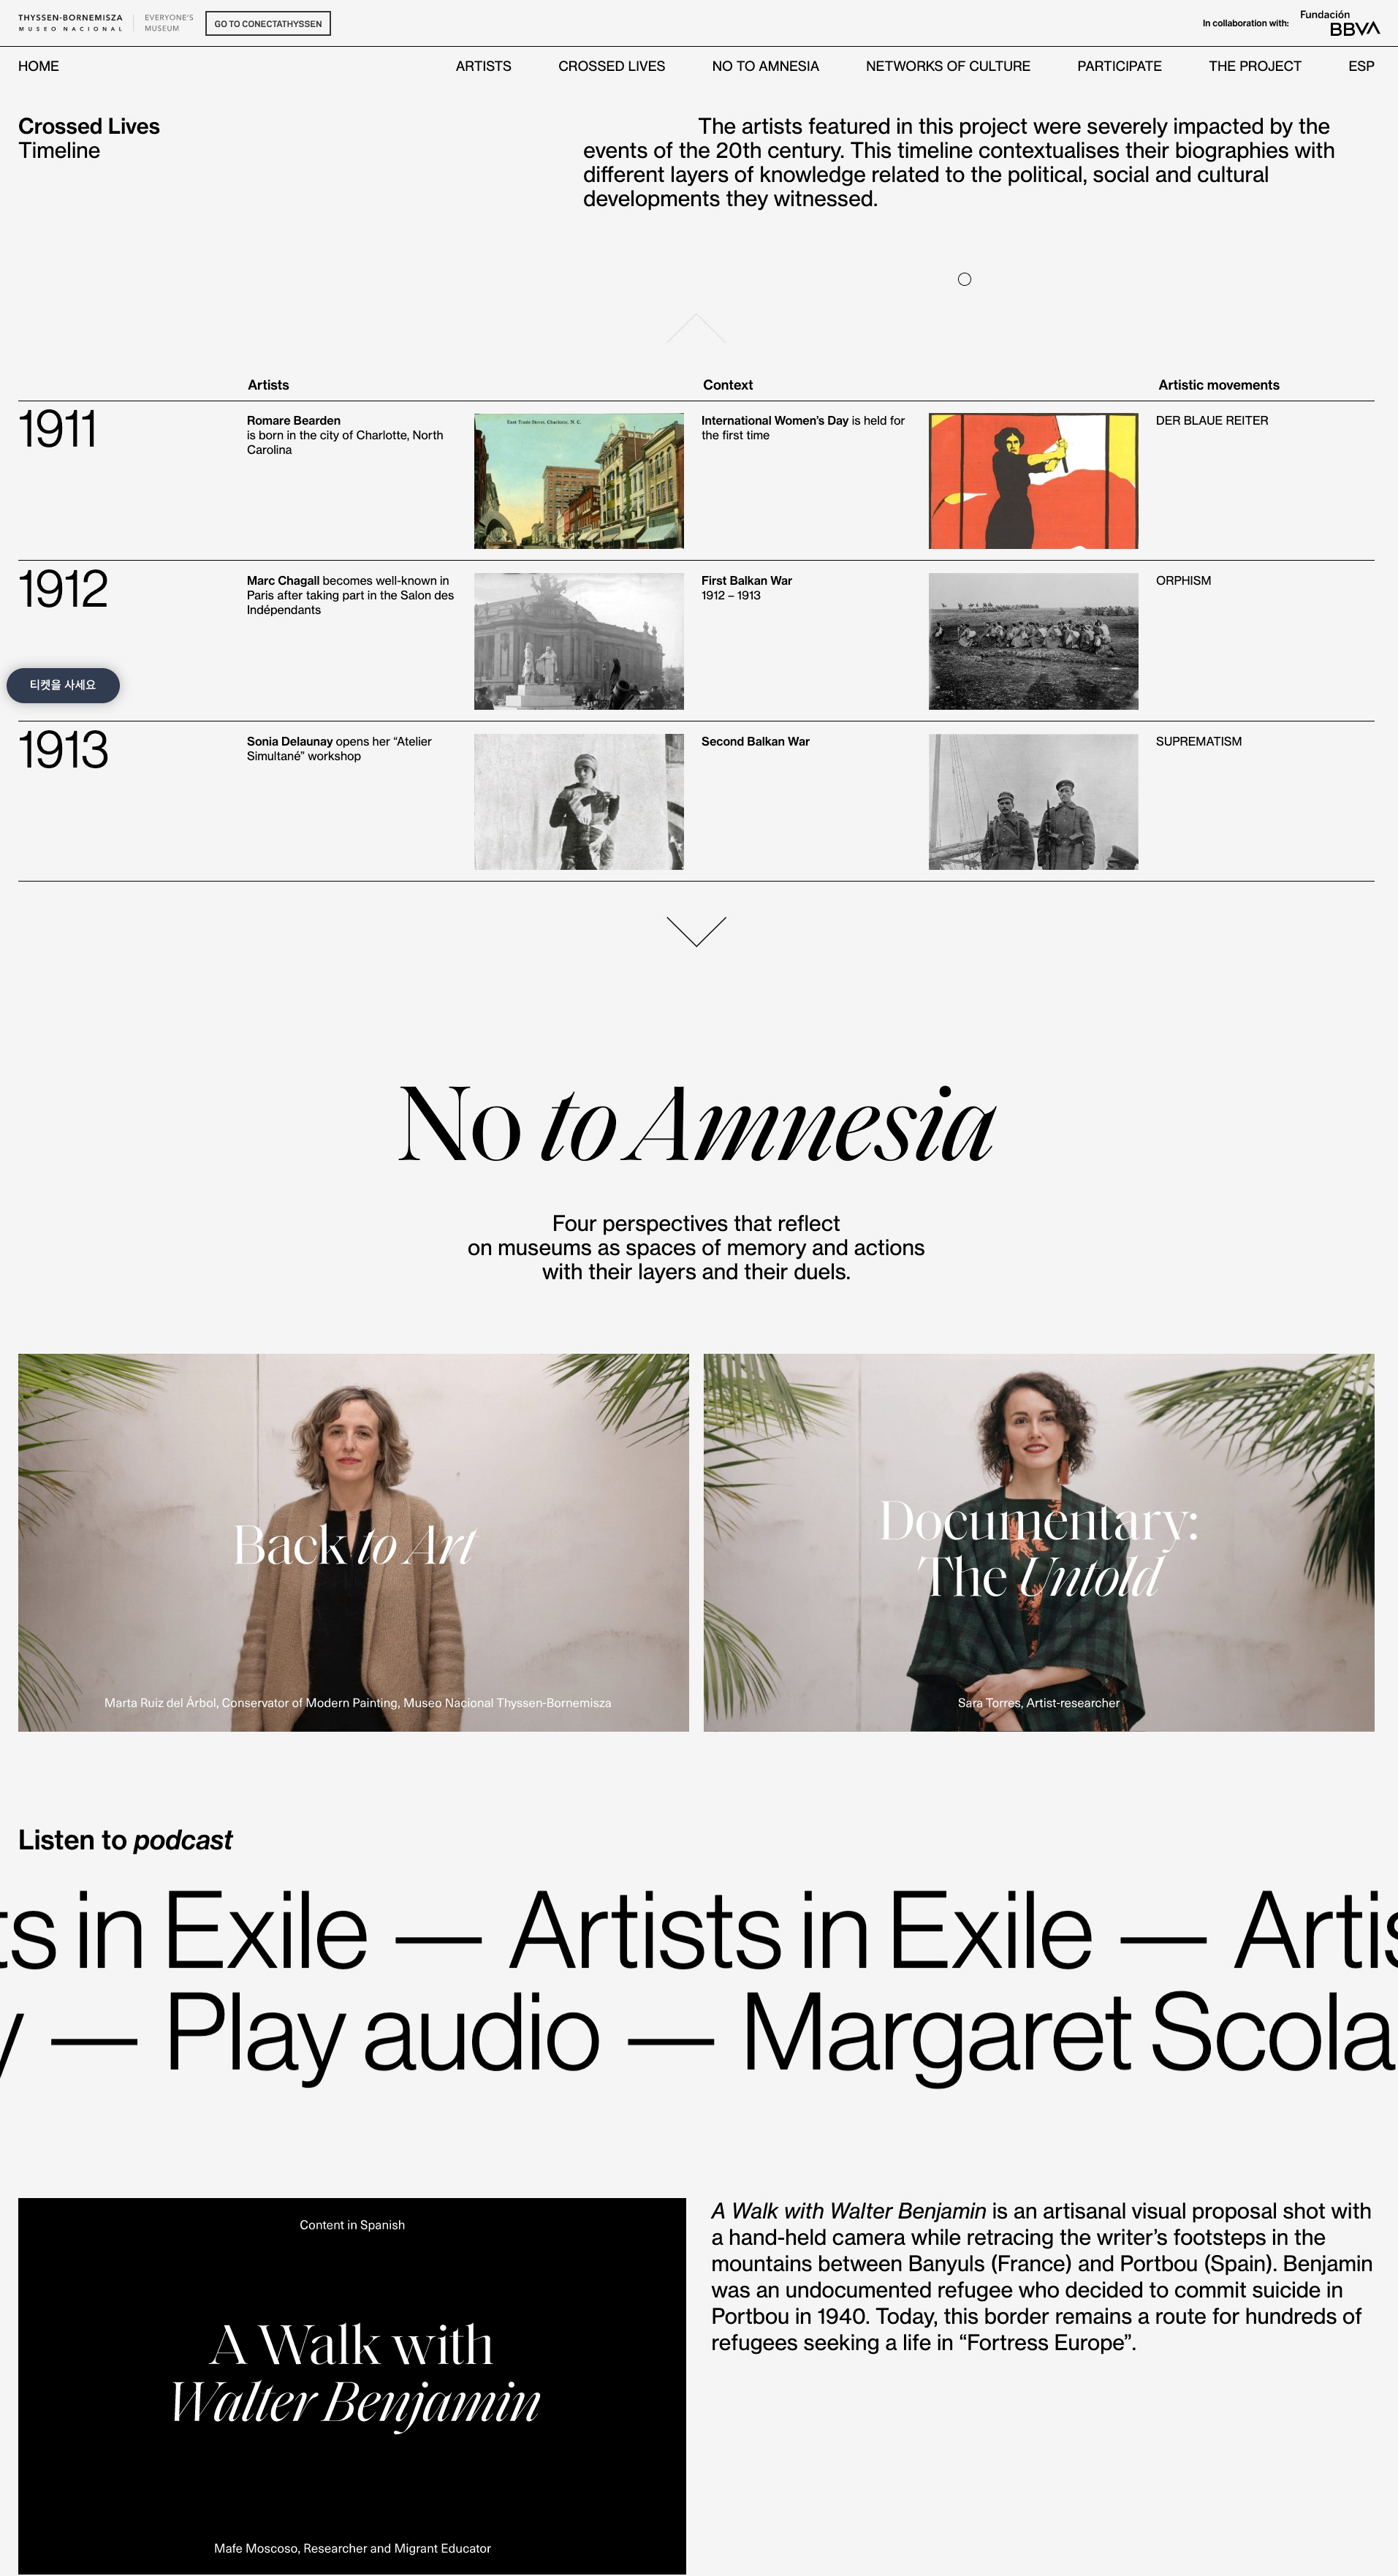 THYSSEN-BORNEMISZA
MUSEO NACIONAL
EVERYONE'S
MUSEUM
GO TO CONECTATHYSSEN
In collaboration with:
Fundación
BBVA
HOME
ARTISTS
CROSSED LIVES
NO TO AMNESIA
NETWORKS OF CULTURE
PARTICIPATE
THE PROJECT
ESP
Crossed Lives
Timeline
The artists featured in this project were severely impacted by the
events of the 20th century. This timeline contextualises their biographies with
different layers of knowledge related to the political, social and cultural
developments they witnessed.
Artists
Context
Artistic movements
1911
Romare Bearden
is born in the city of Charlotte, North
Carolina
East Trade Street, Charlotte, N. C.
International Women’s Day is held for
the first time
DER BLAUE REITER
1912
Marc Chagall becomes well-known in
Paris after taking part in the Salon des
Indépendants
First Balkan War
1912 – 1913
ORPHISM
티켓을 사세요
1913
Sonia Delaunay opens her “Atelier
Simultané” workshop
Second Balkan War
SUPREMATISM
No to Amnesia
Four perspectives that reflect
on museums as spaces of memory and actions
with their layers and their duels.
Back to Art
Marta Ruiz del Árbol, Conservator of Modern Painting, Museo Nacional Thyssen-Bornemisza
Documentary:
The Untold
Sara Torres, Artist-researcher
Listen to podcast
ts in Exile — Artists in Exile — Artis
y — Play audio — Margaret Scola
Content in Spanish
A Walk with
Walter Benjamin
Mafe Moscoso, Researcher and Migrant Educator
A Walk with Walter Benjamin is an artisanal visual proposal shot with
a hand-held camera while retracing the writer’s footsteps in the
mountains between Banyuls (France) and Portbou (Spain). Benjamin
was an undocumented refugee who decided to commit suicide in
Portbou in 1940. Today, this border remains a route for hundreds of
refugees seeking a life in “Fortress Europe”.